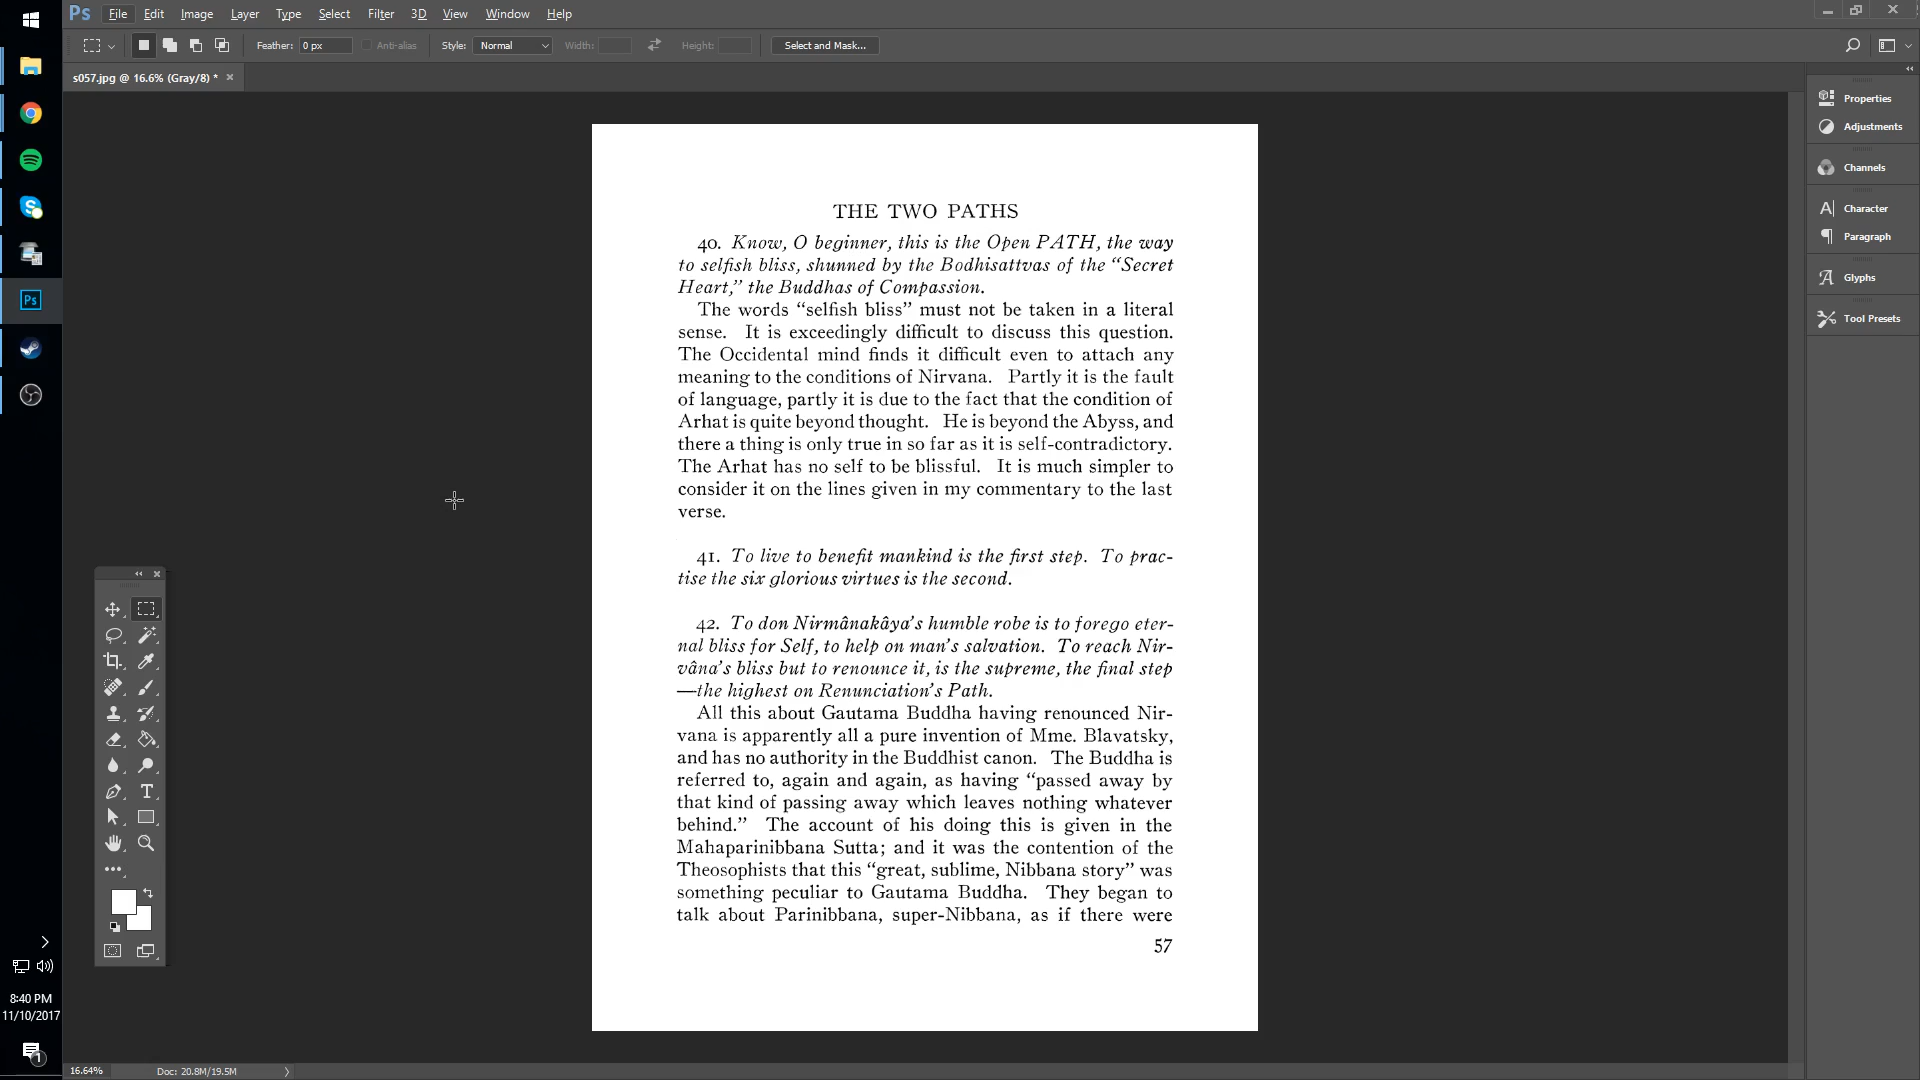 Ps File Edit Image Layer Type Select Filter 3D View Window Help
Feather: 0 px Anti-alias Style: Normal Width: Height: Select and Mask...
s057.jpg @ 16.6% (Gray/8) *
Properties
Adjustments
Channels
Character
Paragraph
Glyphs
Tool Presets
THE TWO PATHS
40. Know, O beginner, this is the Open PATH, the way
to selfish bliss, shunned by the Bodhisattvas of the “Secret
Heart,” the Buddhas of Compassion.
The words “selfish bliss” must not be taken in a literal
sense. It is exceedingly difficult to discuss this question.
The Occidental mind finds it difficult even to attach any
meaning to the conditions of Nirvana. Partly it is the fault
of language, partly it is due to the fact that the condition of
Arhat is quite beyond thought. He is beyond the Abyss, and
there a thing is only true in so far as it is self-contradictory.
The Arhat has no self to be blissful. It is much simpler to
consider it on the lines given in my commentary to the last
verse.
41. To live to benefit mankind is the first step. To prac-
tise the six glorious virtues is the second.
42. To don Nirmânakâya’s humble robe is to forego eter-
nal bliss for Self, to help on man’s salvation. To reach Nir-
vâna’s bliss but to renounce it, is the supreme, the final step
—the highest on Renunciation’s Path.
All this about Gautama Buddha having renounced Nir-
vana is apparently all a pure invention of Mme. Blavatsky,
and has no authority in the Buddhist canon. The Buddha is
referred to, again and again, as having “passed away by
that kind of passing away which leaves nothing whatever
behind.” The account of his doing this is given in the
Mahaparinibbana Sutta; and it was the contention of the
Theosophists that this “great, sublime, Nibbana story” was
something peculiar to Gautama Buddha. They began to
talk about Parinibbana, super-Nibbana, as if there were
57
Ps
8:40 PM
11/10/2017
1
16.64% Doc: 20.8M/19.5M